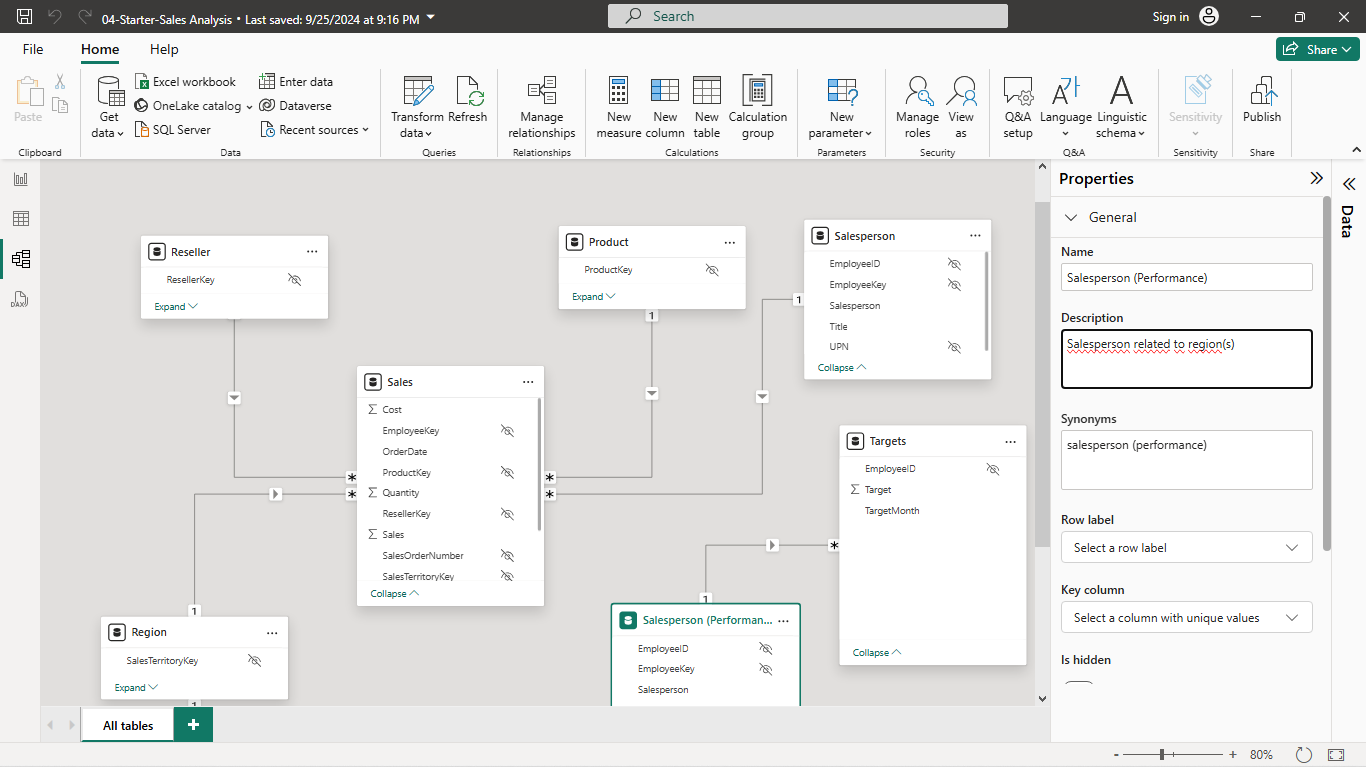 04-Starter-Sales Analysis • Last saved: 9/25/2024 at 9:16 PM
Search
Sign in
File
Home
Help
Share
Paste
Get data
Excel workbook
OneLake catalog
SQL Server
Enter data
Dataverse
Recent sources
Transform data
Refresh
Manage relationships
New measure
New column
New table
Calculation group
New parameter
Manage roles
View as
Q&A setup
Language
Linguistic schema
Sensitivity
Publish
Clipboard
Data
Queries
Relationships
Calculations
Parameters
Security
Q&A
Sensitivity
Share
DAX
Reseller
ResellerKey
Expand
Product
ProductKey
Expand
1
Salesperson
EmployeeID
EmployeeKey
Salesperson
Title
UPN
Collapse
1
Sales
Σ Cost
EmployeeKey
OrderDate
ProductKey
Σ Quantity
ResellerKey
Σ Sales
SalesOrderNumber
SalesTerritoryKey
Collapse
*
*
*
*
Targets
EmployeeID
Σ Target
TargetMonth
Collapse
*
1
1
Region
SalesTerritoryKey
Expand
1
Salesperson (Performan...
EmployeeID
EmployeeKey
Salesperson
Properties
General
Name
Salesperson (Performance)
Description
Salesperson related to region(s)
Synonyms
salesperson (performance)
Row label
Select a row label
Key column
Select a column with unique values
Is hidden
Data
All tables
+
- + 80%